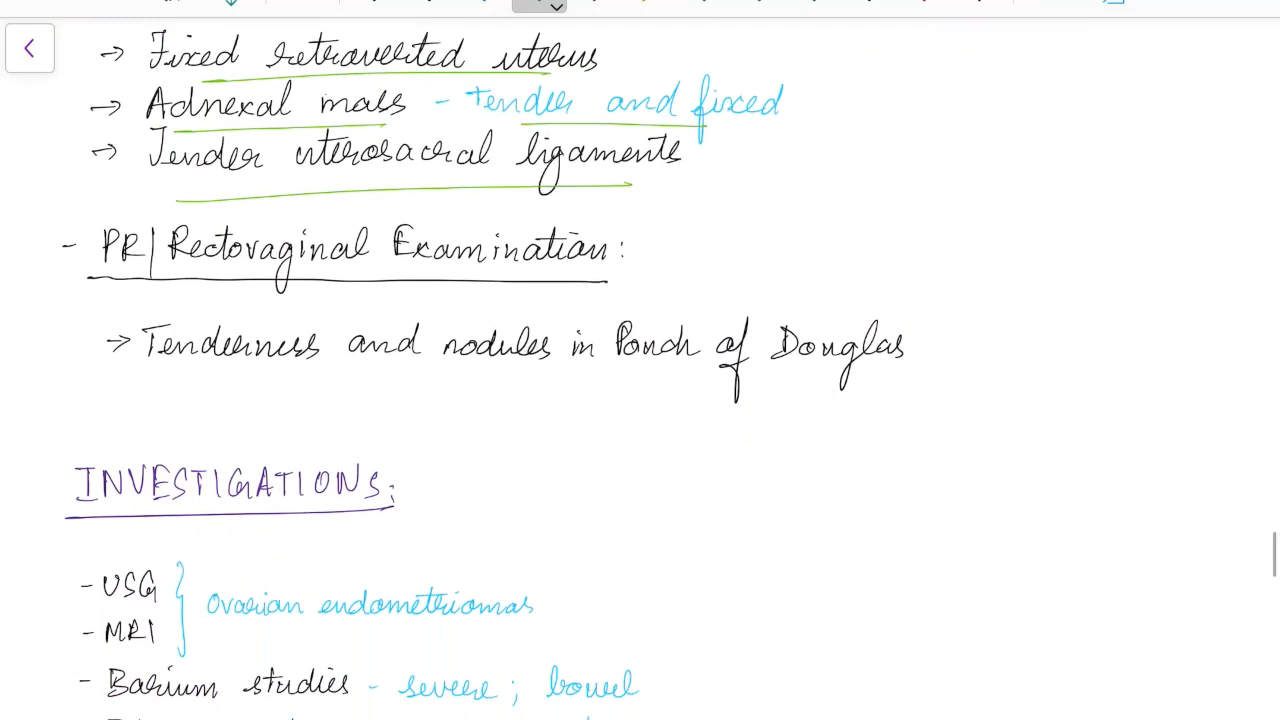 → Fixed retroverted uterus
→ Adnexal mass - tender and fixed
→ Tender uterosacral ligaments
- PR| Rectovaginal Examination:
→ Tenderness and nodules in Pouch of Douglas
INVESTIGATIONS:
- USG } Ovarian endometriomas
- MRI
- Barium studies - severe; bowel